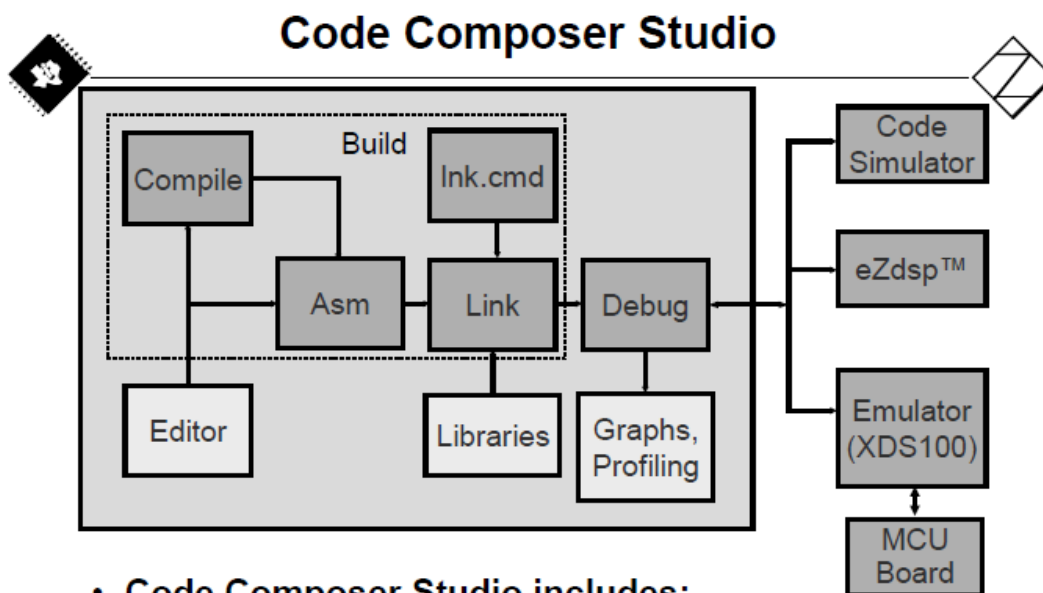 Code Composer Studio
Build
Compile
lnk.cmd
Asm
Link
Debug
Editor
Libraries
Graphs,
Profiling
Code
Simulator
eZdsp™
Emulator
(XDS100)
MCU
Board
• Code Composer Studio includes: